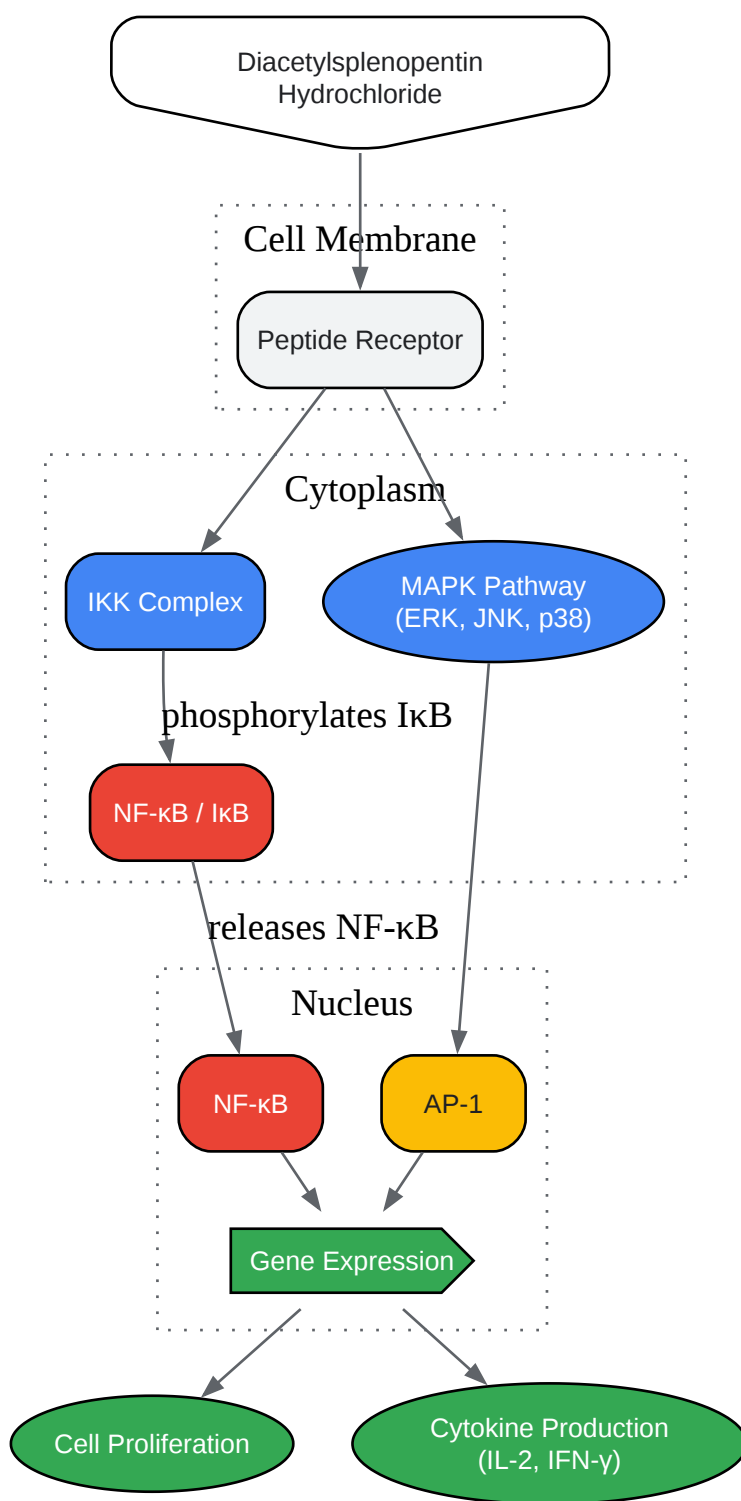 Diacetylsplenopentin
Hydrochloride
Cell Membrane
Peptide Receptor
Cytoplasm
IKK Complex
MAPK Pathway
(ERK, JNK, p38)
phosphorylates IκB
NF-κB / IκB
releases NF-κB
Nucleus
NF-κB
AP-1
Gene Expression
Cell Proliferation
Cytokine Production
(IL-2, IFN-γ)